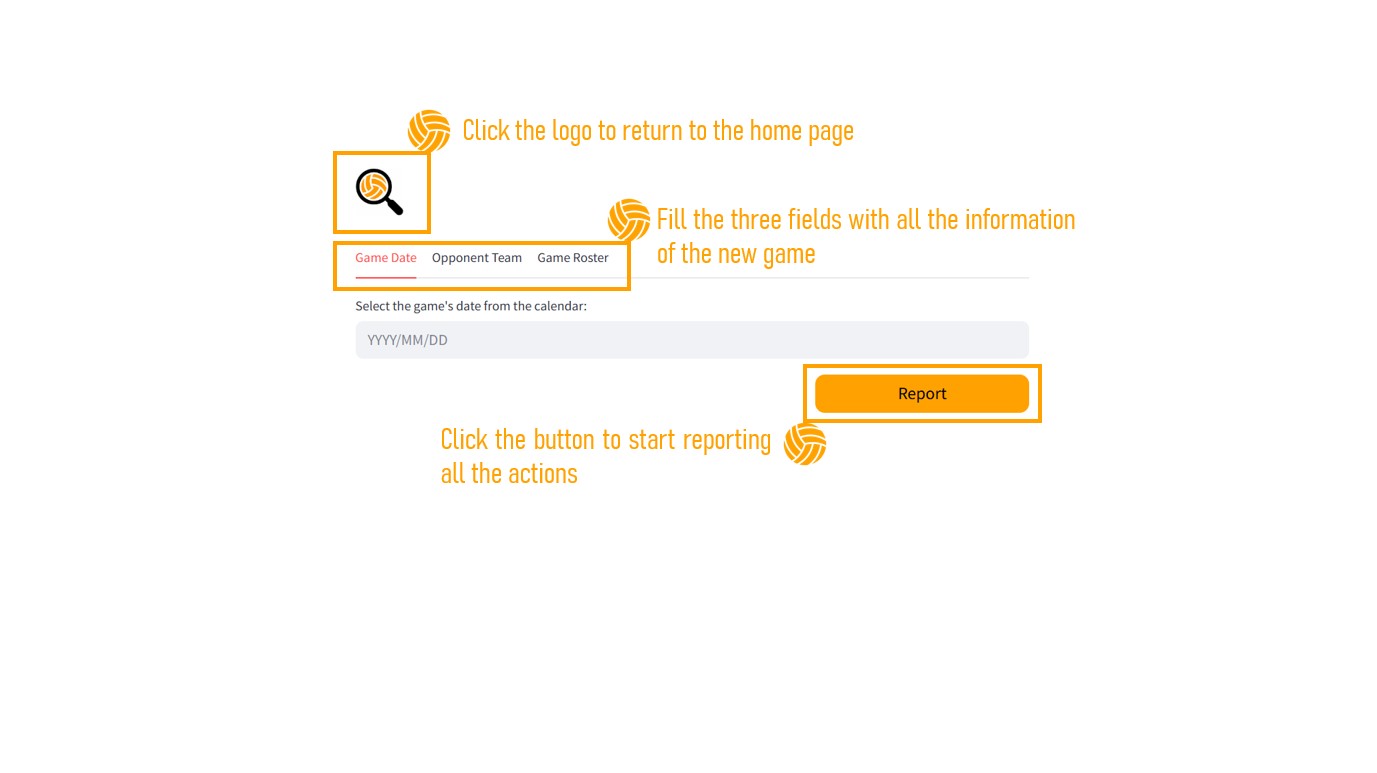 Click the logo to return to the home page
Fill the three fields with all the information
of the new game
Game Date Opponent Team Game Roster
Select the game's date from the calendar:
YYYY/MM/DD
Report
Click the button to start reporting
all the actions